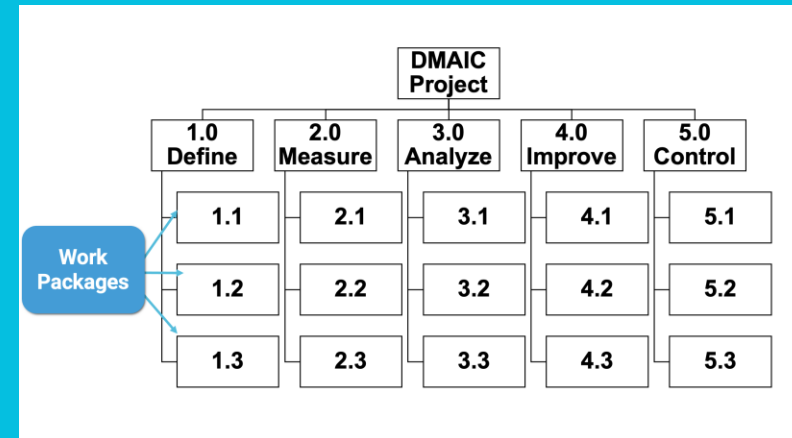 DMAIC
Project
1.0
Define
2.0
Measure
3.0
Analyze
4.0
Improve
5.0
Control
Work
Packages
1.1
2.1
3.1
4.1
5.1
1.2
2.2
3.2
4.2
5.2
1.3
2.3
3.3
4.3
5.3